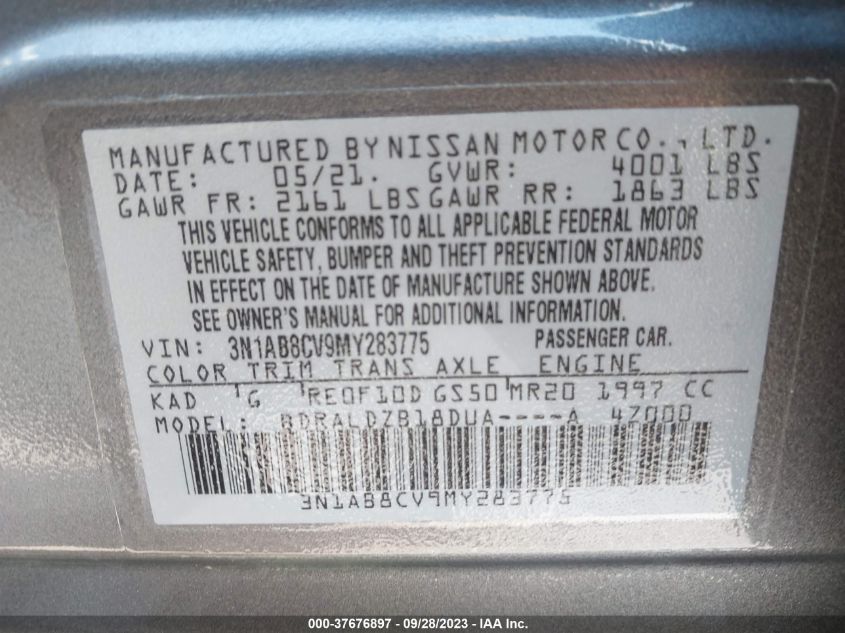 MANUFACTURED BY NISSAN MOTOR CO., LTD.
DATE: 05/21. GVWR: 4001 LBS
GAWR FR: 2161 LBS GAWR RR: 1863 LBS
THIS VEHICLE CONFORMS TO ALL APPLICABLE FEDERAL MOTOR
VEHICLE SAFETY, BUMPER AND THEFT PREVENTION STANDARDS
IN EFFECT ON THE DATE OF MANUFACTURE SHOWN ABOVE.
SEE OWNER'S MANUAL FOR ADDITIONAL INFORMATION.
VIN: 3N1AB8CV9MY283775 PASSENGER CAR.
COLOR TRIM TRANS AXLE ENGINE
KAD G RE0F10D GS50 MR20 1997 CC
MODEL: BDRALDZB18DUA----A 4Z000
3N1AB8CV9MY283775
000-37676897 / 09/28/2023 / IAA Inc.